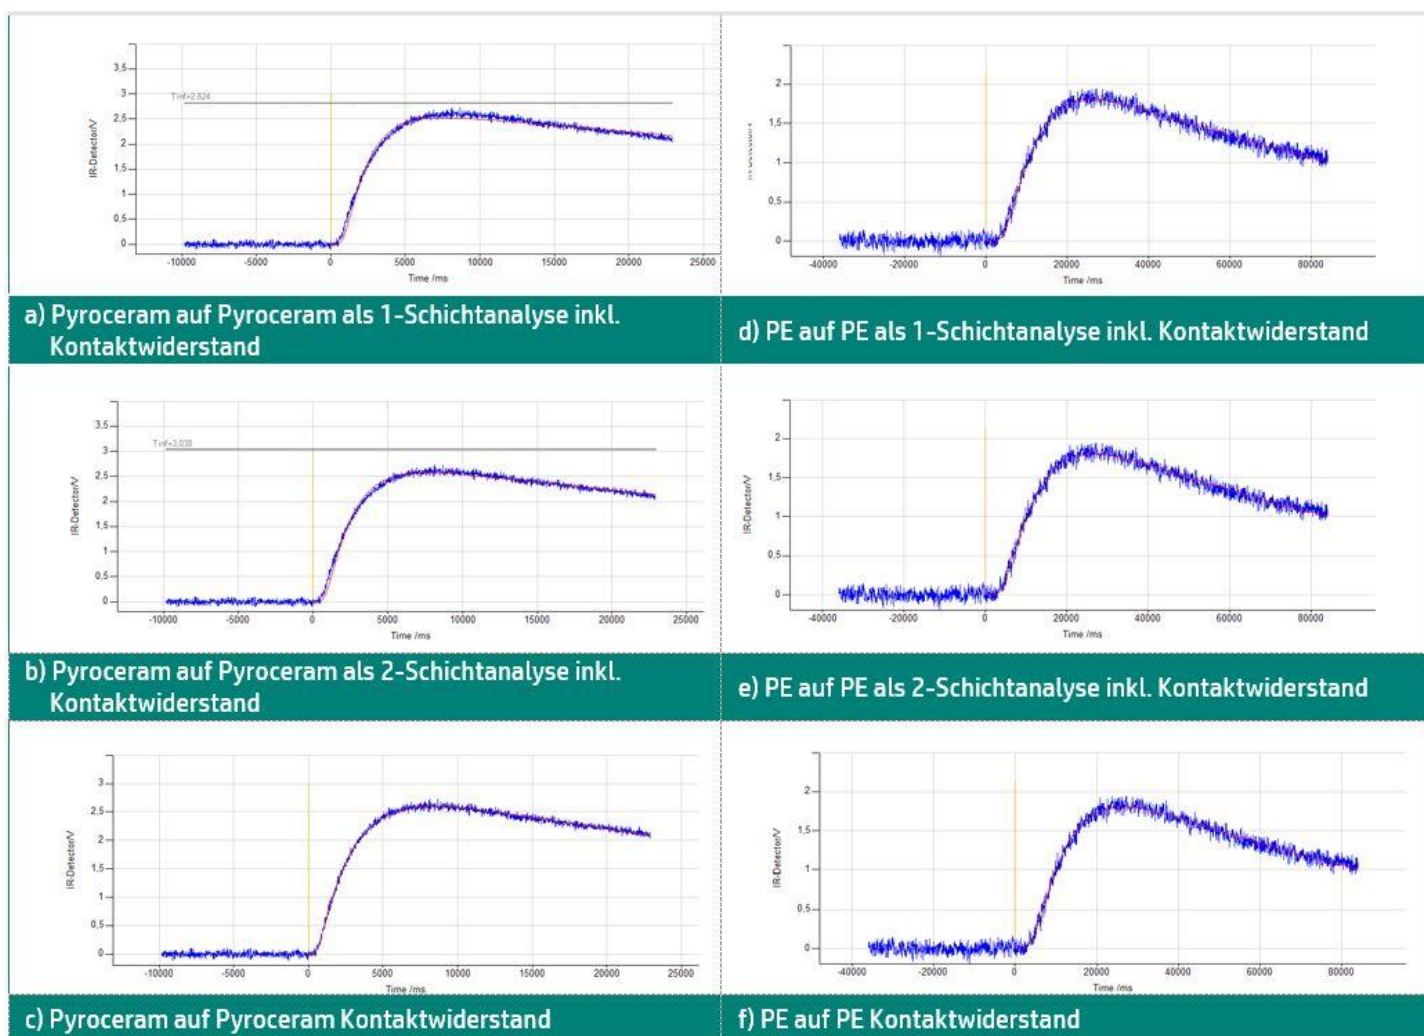 3,5
3
2,5
2
1,5
1
0,5
0
IR-Detector/V
Tinf=2,824
-10000 -5000 0 5000 10000 15000 20000 25000
Time /ms
a) Pyroceram auf Pyroceram als 1-Schichtanalyse inkl.
Kontaktwiderstand
2
1,5
1
0,5
0
-40000 -20000 0 20000 40000 60000 80000
Time /ms
d) PE auf PE als 1-Schichtanalyse inkl. Kontaktwiderstand
3,5
3
2,5
2
1,5
1
0,5
0
IR-Detector/V
Tinf=3,038
-10000 -5000 0 5000 10000 15000 20000 25000
Time /ms
b) Pyroceram auf Pyroceram als 2-Schichtanalyse inkl.
Kontaktwiderstand
2
1,5
1
0,5
0
IR-Detector/V
-40000 -20000 0 20000 40000 60000 80000
Time /ms
e) PE auf PE als 2-Schichtanalyse inkl. Kontaktwiderstand
3
2,5
2
1,5
1
0,5
0
IR-Detector/V
-10000 -5000 0 5000 10000 15000 20000 25000
Time /ms
c) Pyroceram auf Pyroceram Kontaktwiderstand
2
1,5
1
0,5
0
IR-Detector/V
-40000 -20000 0 20000 40000 60000 80000
Time /ms
f) PE auf PE Kontaktwiderstand